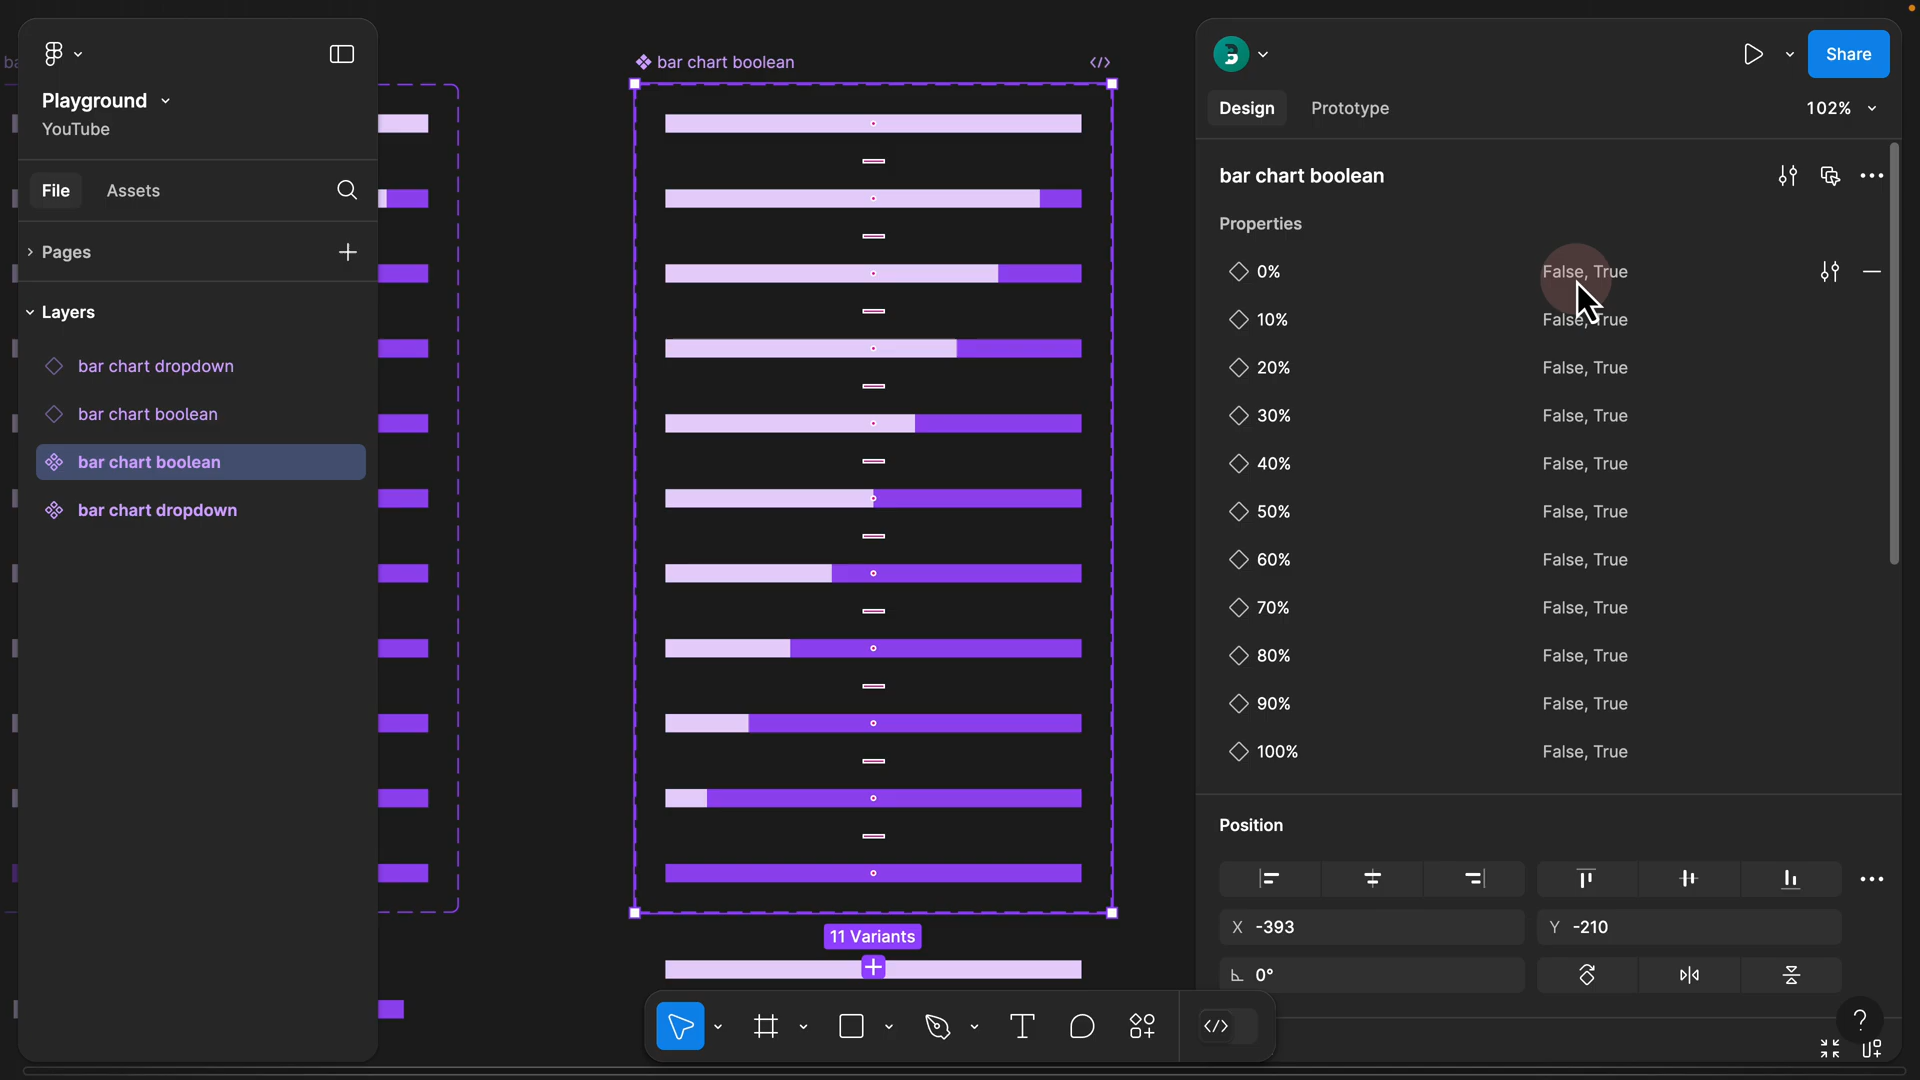 ba
Playground
YouTube
File
Assets
Pages
Layers
bar chart dropdown
bar chart boolean
bar chart boolean
bar chart dropdown
bar chart boolean
11 Variants
Share
Design
Prototype
102%
bar chart boolean
Properties
0% False, True
10% False, True
20% False, True
30% False, True
40% False, True
50% False, True
60% False, True
70% False, True
80% False, True
90% False, True
100% False, True
Position
X -393
Y -210
0°
?